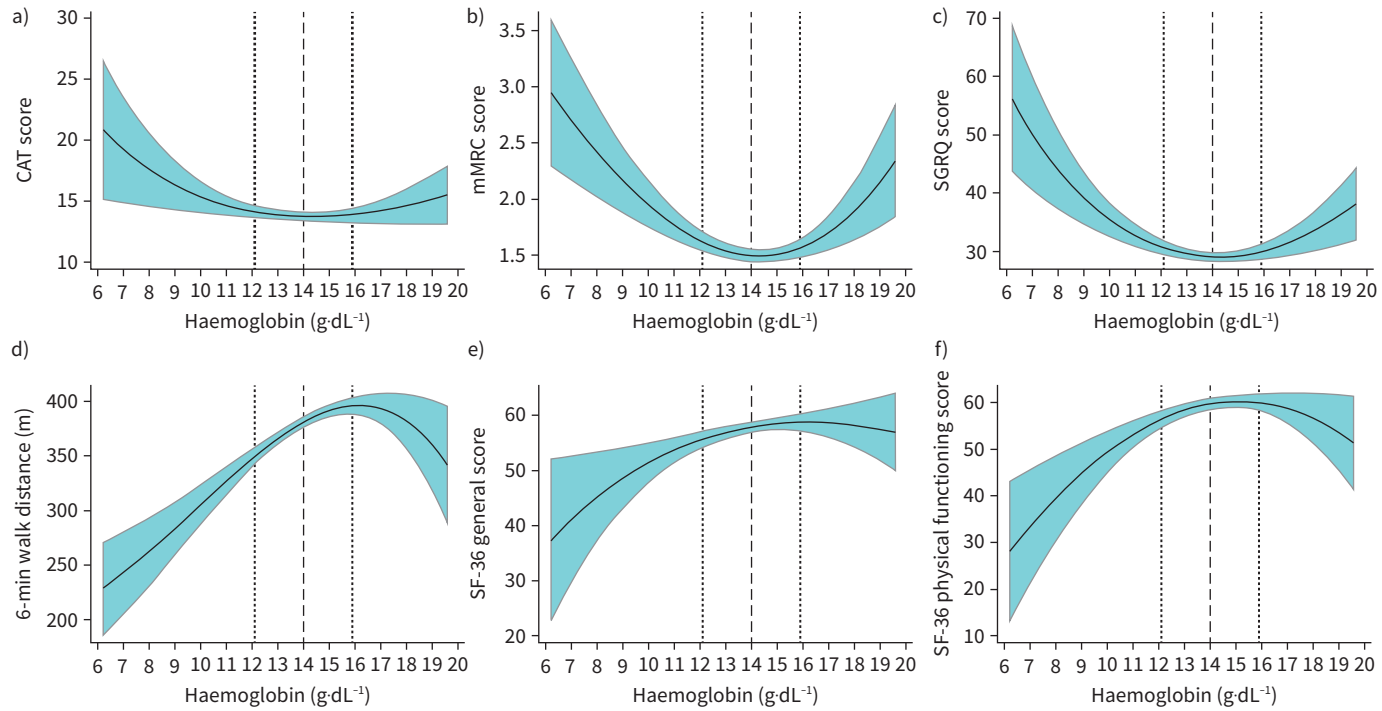 a)
30
25
20
15
10
CAT score
6 7 8 9 10 11 12 13 14 15 16 17 18 19 20
Haemoglobin (g·dL⁻¹)
b)
3.5
3.0
2.5
2.0
1.5
mMRC score
6 7 8 9 10 11 12 13 14 15 16 17 18 19 20
Haemoglobin (g·dL⁻¹)
c)
70
60
50
40
30
SGRQ score
6 7 8 9 10 11 12 13 14 15 16 17 18 19 20
Haemoglobin (g·dL⁻¹)
d)
400
350
300
250
200
6-min walk distance (m)
6 7 8 9 10 11 12 13 14 15 16 17 18 19 20
Haemoglobin (g·dL⁻¹)
e)
60
50
40
30
20
SF-36 general score
6 7 8 9 10 11 12 13 14 15 16 17 18 19 20
Haemoglobin (g·dL⁻¹)
f)
60
50
40
30
20
10
SF-36 physical functioning score
6 7 8 9 10 11 12 13 14 15 16 17 18 19 20
Haemoglobin (g·dL⁻¹)